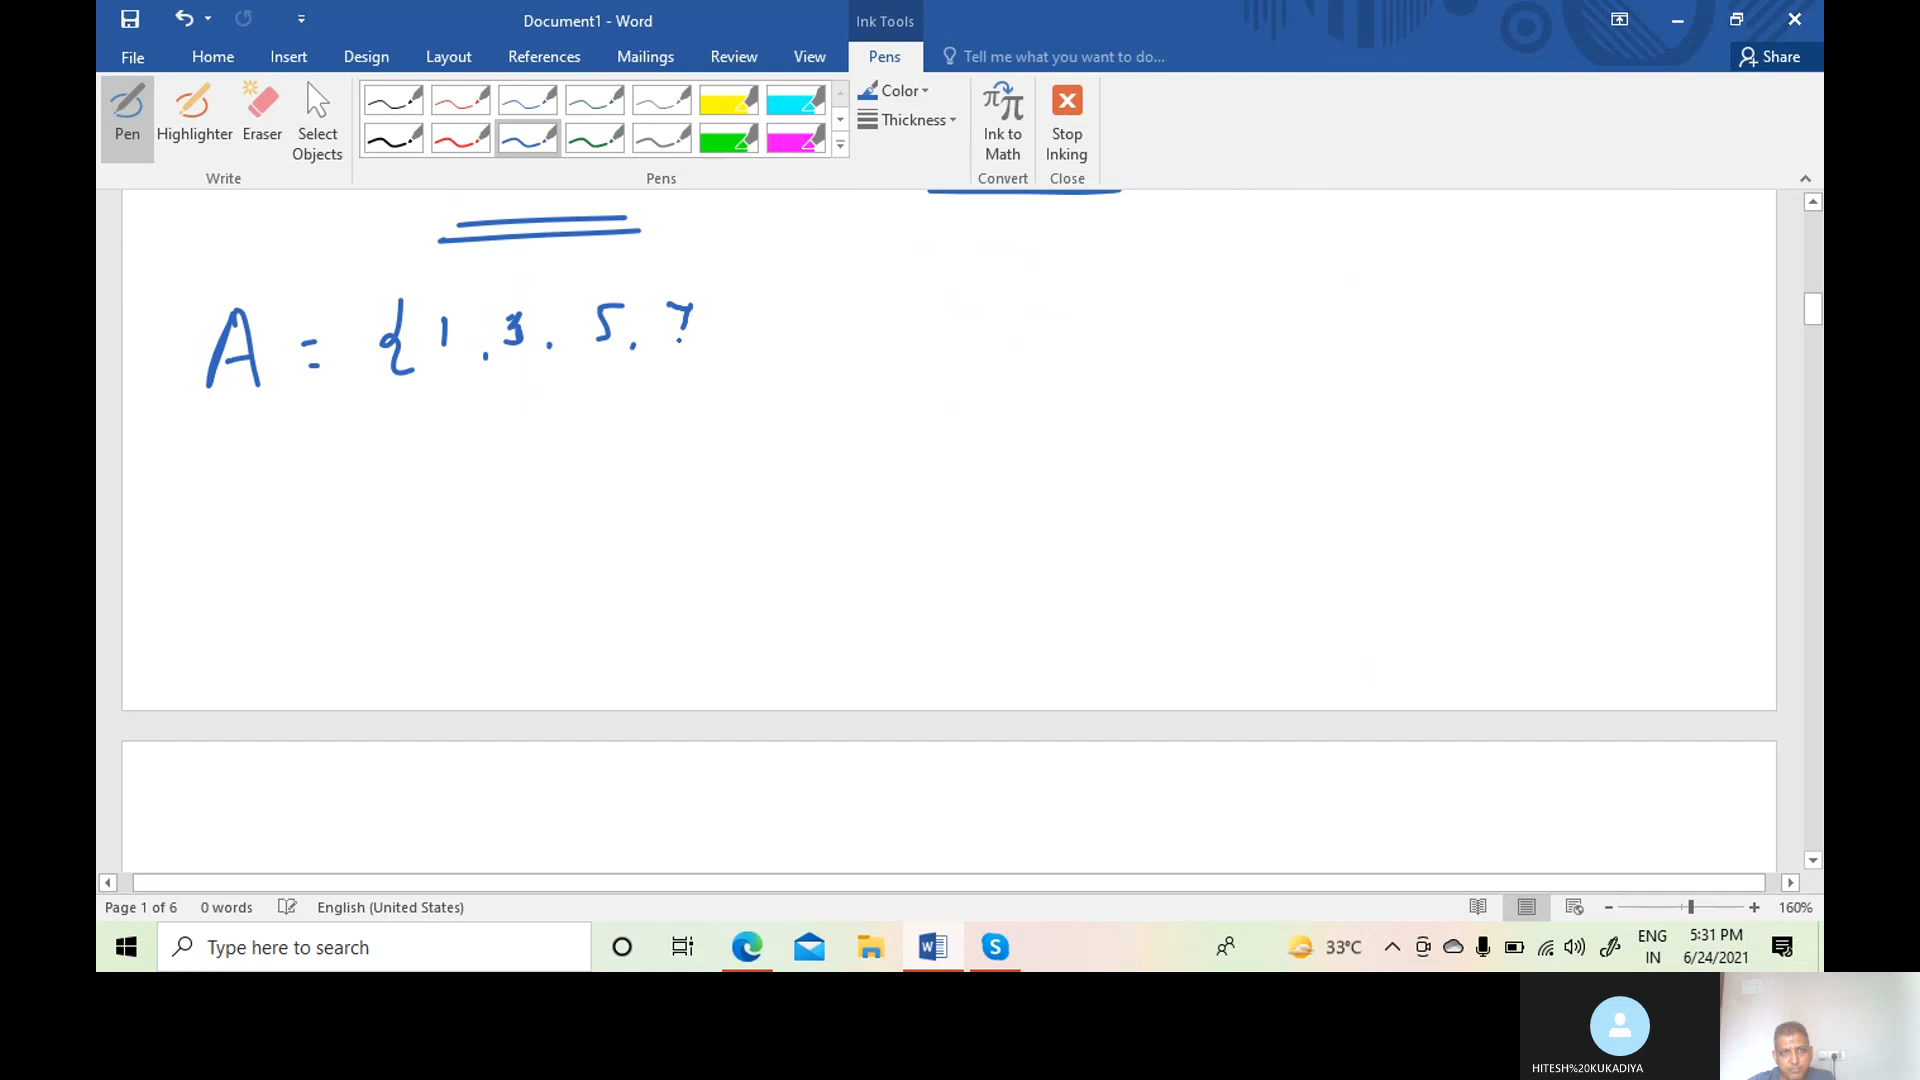 Document1 - Word
Ink Tools
File
Home
Insert
Design
Layout
References
Mailings
Review
View
Pens
Tell me what you want to do...
Share
Pen
Highlighter
Eraser
Select Objects
Color
Thickness
Ink to Math
Stop Inking
Write
Pens
Convert
Close
A = { 1 , 3 , 5 , 7
Page 1 of 6
0 words
English (United States)
160%
Type here to search
33°C
ENG
IN
5:31 PM
6/24/2021
HITESH%20KUKADIYA